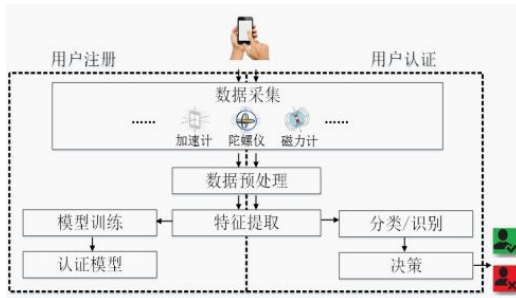 用户注册
用户认证
数据采集
...... 加速计 陀螺仪 磁力计 ......
数据预处理
模型训练 特征提取 分类/识别
认证模型 决策